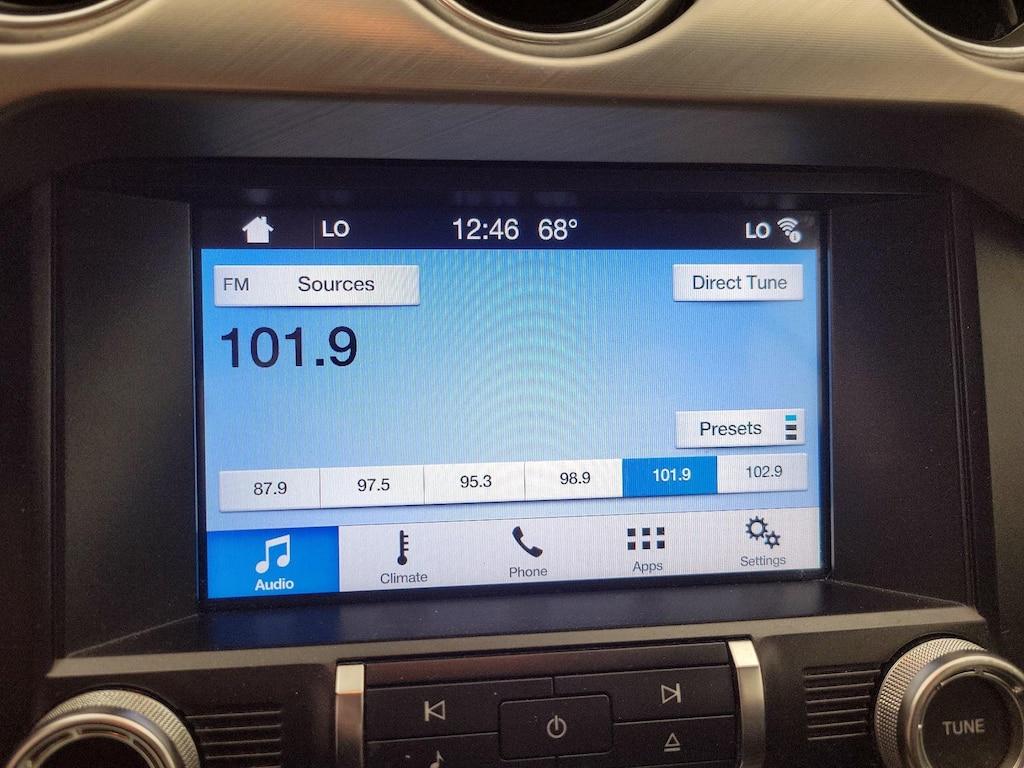 LO 12:46 68° LO
FM Sources Direct Tune
101.9
Presets
87.9 97.5 95.3 98.9 101.9 102.9
Audio Climate Phone Apps Settings
TUNE